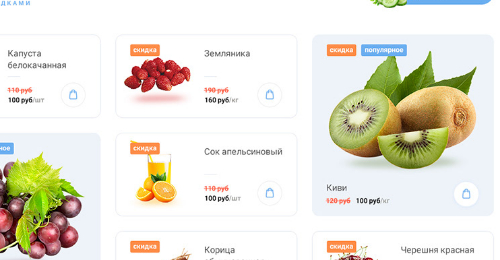 ДКАМИ
Капуста
белокачанная
110 руб
100 руб/шт
скидка
Земляника
190 руб
160 руб/кг
скидка
популярное
Киви
120 руб 100 руб/кг
ное
скидка
Сок апельсиновый
110 руб
100 руб/шт
скидка
Корица
скидка
Черешня красная